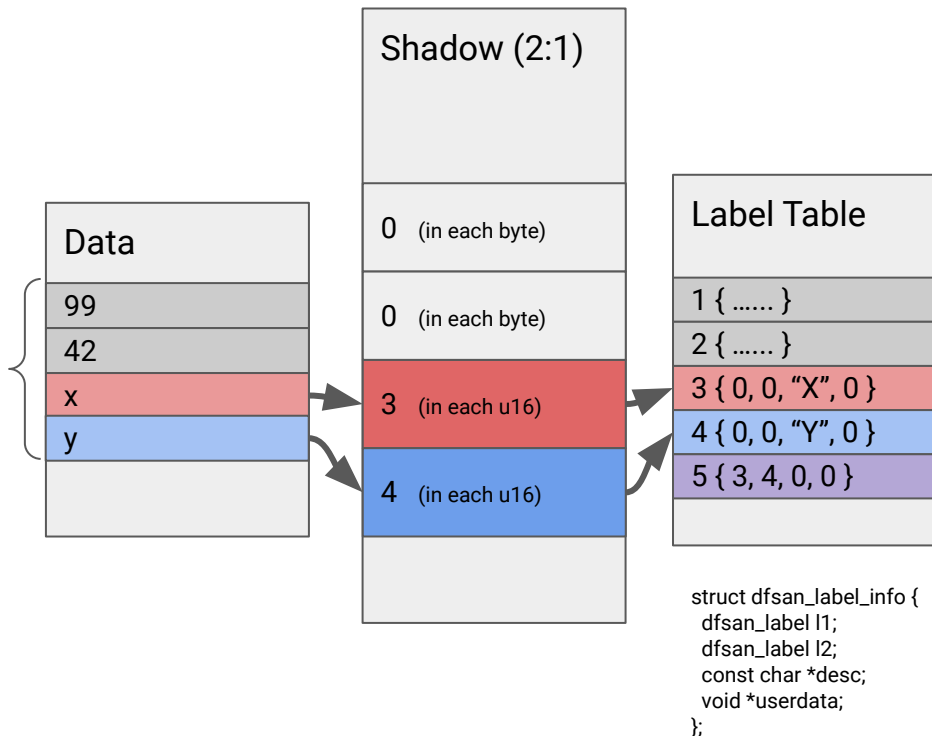 Data
99
42
x
y
Shadow (2:1)
0 (in each byte)
0 (in each byte)
3 (in each u16)
4 (in each u16)
Label Table
1 { …... }
2 { …... }
3 { 0, 0, “X”, 0 }
4 { 0, 0, “Y”, 0 }
5 { 3, 4, 0, 0 }
struct dfsan_label_info {
dfsan_label l1;
dfsan_label l2;
const char *desc;
void *userdata;
};